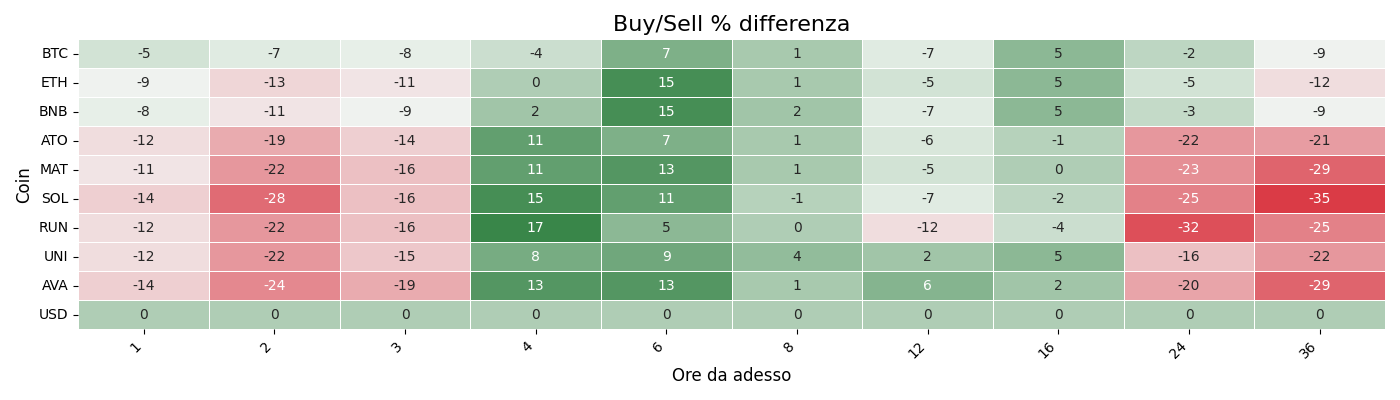 Buy/Sell % differenza
Coin
BTC -5 -7 -8 -4 7 1 -7 5 -2 -9
ETH -9 -13 -11 0 15 1 -5 5 -5 -12
BNB -8 -11 -9 2 15 2 -7 5 -3 -9
ATO -12 -19 -14 11 7 1 -6 -1 -22 -21
MAT -11 -22 -16 11 13 1 -5 0 -23 -29
SOL -14 -28 -16 15 11 -1 -7 -2 -25 -35
RUN -12 -22 -16 17 5 0 -12 -4 -32 -25
UNI -12 -22 -15 8 9 4 2 5 -16 -22
AVA -14 -24 -19 13 13 1 6 2 -20 -29
USD 0 0 0 0 0 0 0 0 0 0
1 2 3 4 6 8 12 16 24 36
Ore da adesso